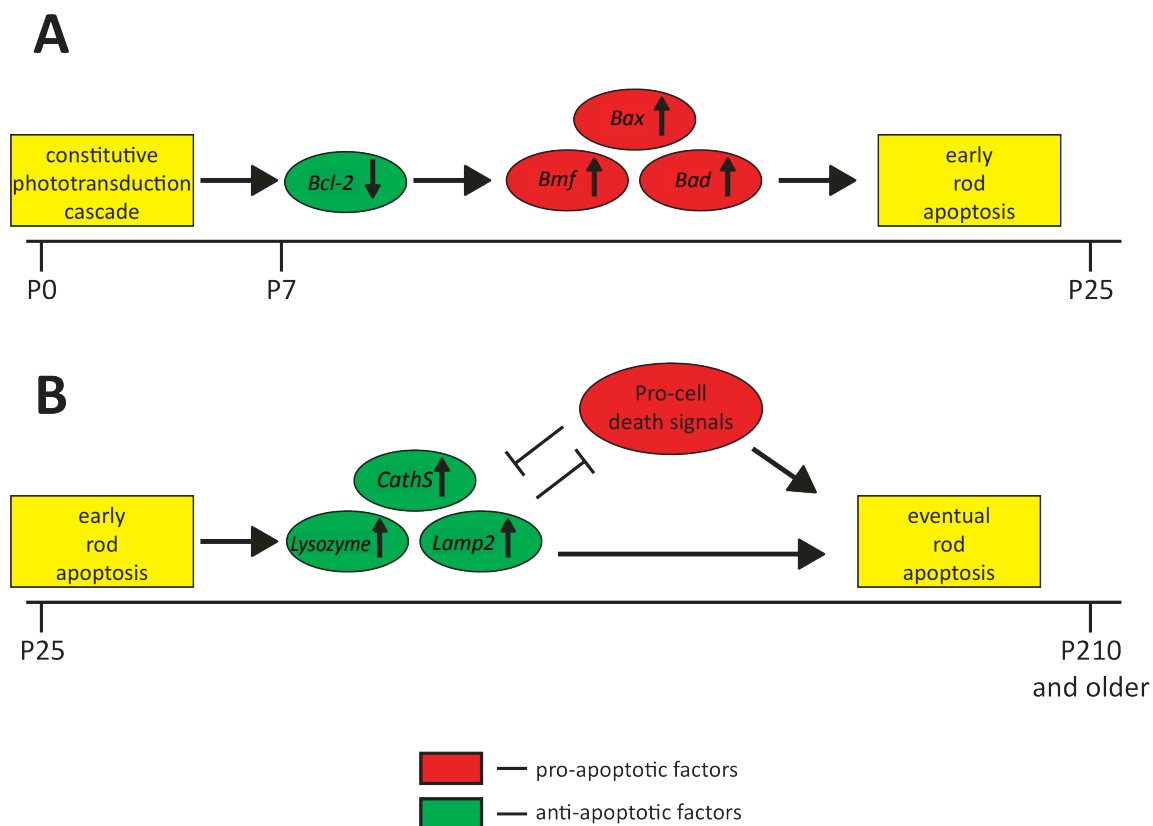 A
constitutive
phototransduction
cascade
Bcl-2
Bax
Bmf
Bad
early
rod
apoptosis
P0
P7
P25
B
Pro-cell
death signals
CathS
Lysozyme
Lamp2
early
rod
apoptosis
eventual
rod
apoptosis
P25
P210
and older
pro-apoptotic factors
anti-apoptotic factors